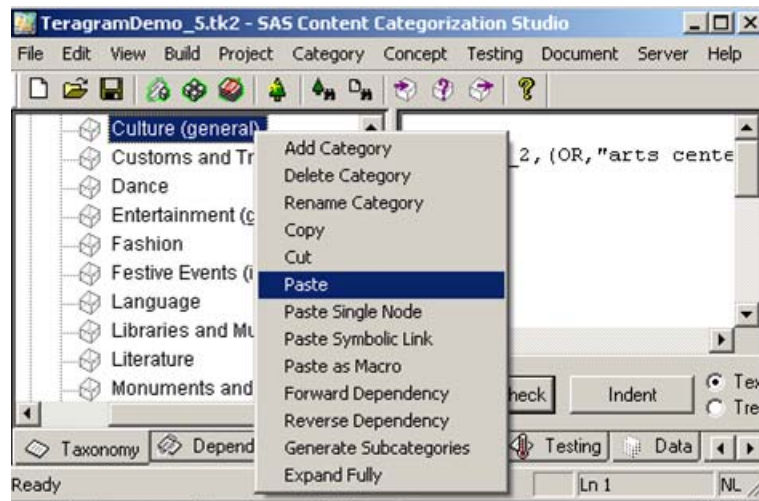 TeragramDemo_5.tk2 - SAS Content Categorization Studio
File Edit View Build Project Category Concept Testing Document Server Help
Culture (general)
Customs and Tr
Dance
Entertainment (g
Fashion
Festive Events (i
Language
Libraries and Mu
Literature
Monuments and
Add Category
Delete Category
Rename Category
Copy
Cut
Paste
Paste Single Node
Paste Symbolic Link
Paste as Macro
Forward Dependency
Reverse Dependency
Generate Subcategories
Expand Fully
_2,(OR,"arts cente
heck Indent Tex
Tre
Taxonomy Depend Testing Data
Ready Ln 1 NL